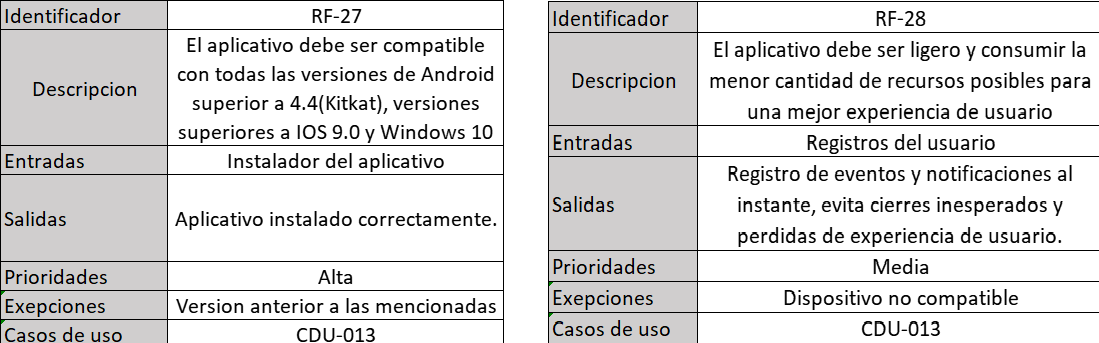 Identificador RF-27
Descripcion
El aplicativo debe ser compatible
con todas las versiones de Android
superior a 4.4(Kitkat), versiones
superiores a IOS 9.0 y Windows 10
Entradas Instalador del aplicativo
Salidas Aplicativo instalado correctamente.
Prioridades Alta
Exepciones Version anterior a las mencionadas
Casos de uso CDU-013
Identificador RF-28
Descripcion
El aplicativo debe ser ligero y consumir la
menor cantidad de recursos posibles para
una mejor experiencia de usuario
Entradas Registros del usuario
Salidas
Registro de eventos y notificaciones al
instante, evita cierres inesperados y
perdidas de experiencia de usuario.
Prioridades Media
Exepciones Dispositivo no compatible
Casos de uso CDU-013